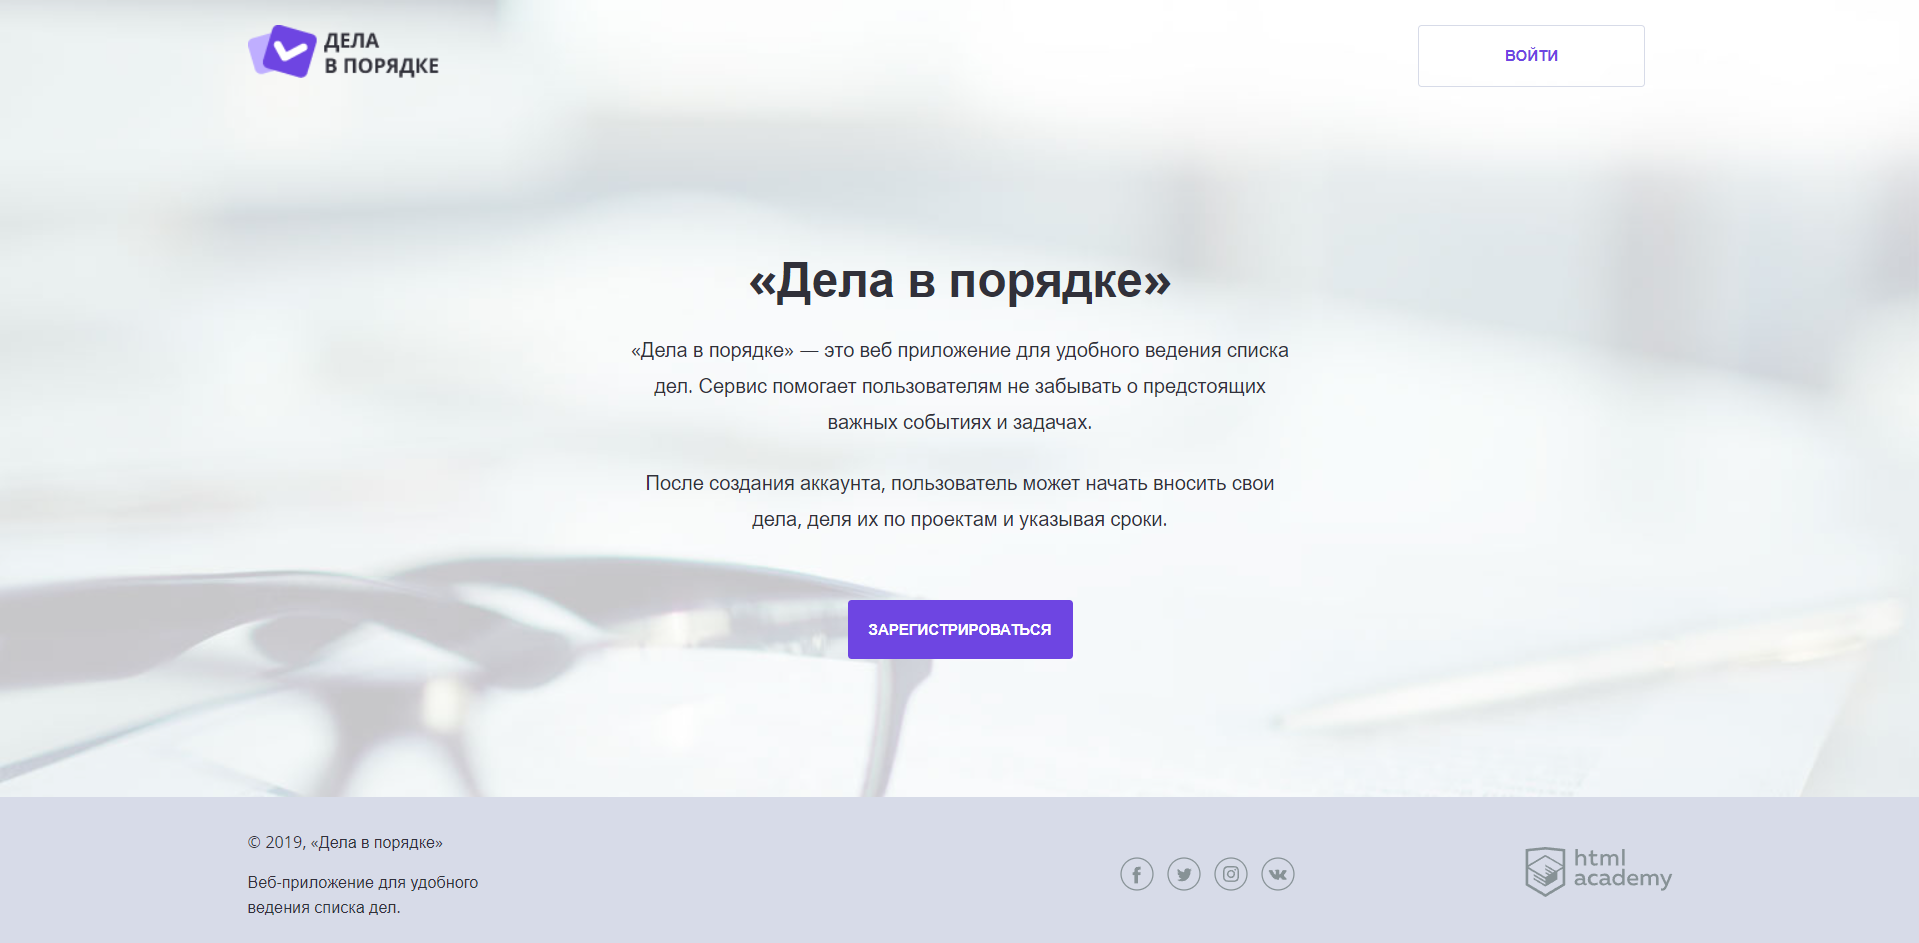 ДЕЛА
В ПОРЯДКЕ
ВОЙТИ
«Дела в порядке»
«Дела в порядке» — это веб приложение для удобного ведения списка
дел. Сервис помогает пользователям не забывать о предстоящих
важных событиях и задачах.
После создания аккаунта, пользователь может начать вносить свои
дела, деля их по проектам и указывая сроки.
ЗАРЕГИСТРИРОВАТЬСЯ
© 2019, «Дела в порядке»
Веб-приложение для удобного
ведения списка дел.
html
academy